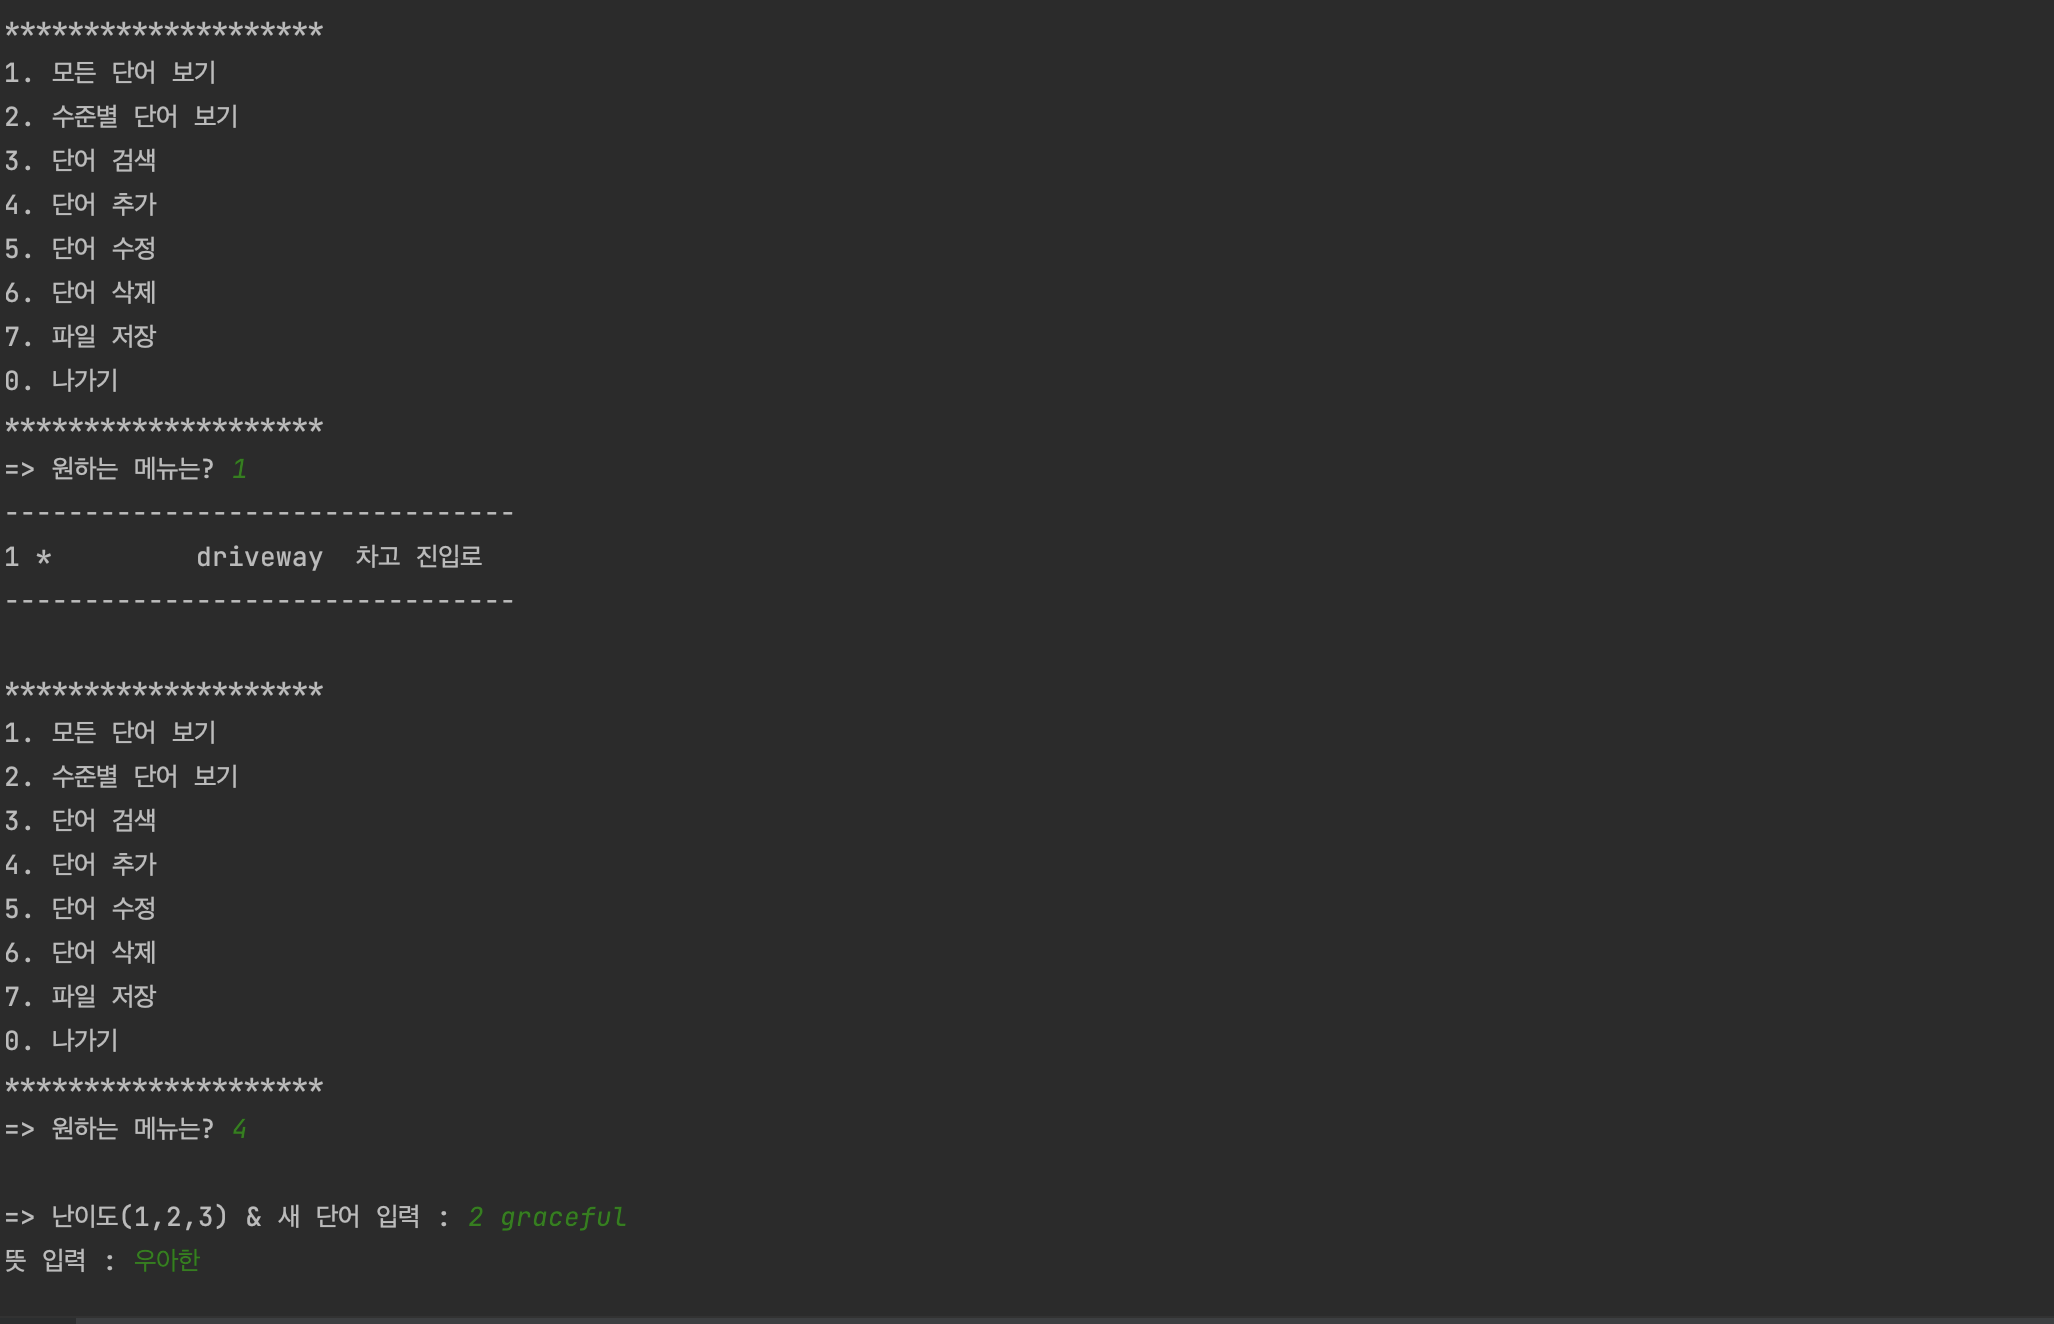 ********************
1. 모든 단어 보기
2. 수준별 단어 보기
3. 단어 검색
4. 단어 추가
5. 단어 수정
6. 단어 삭제
7. 파일 저장
0. 나가기
********************
=> 원하는 메뉴는? 1
--------------------------------
1 *         driveway  차고 진입로
--------------------------------
********************
1. 모든 단어 보기
2. 수준별 단어 보기
3. 단어 검색
4. 단어 추가
5. 단어 수정
6. 단어 삭제
7. 파일 저장
0. 나가기
********************
=> 원하는 메뉴는? 4
=> 난이도(1,2,3) & 새 단어 입력 : 2 graceful
뜻 입력 : 우아한